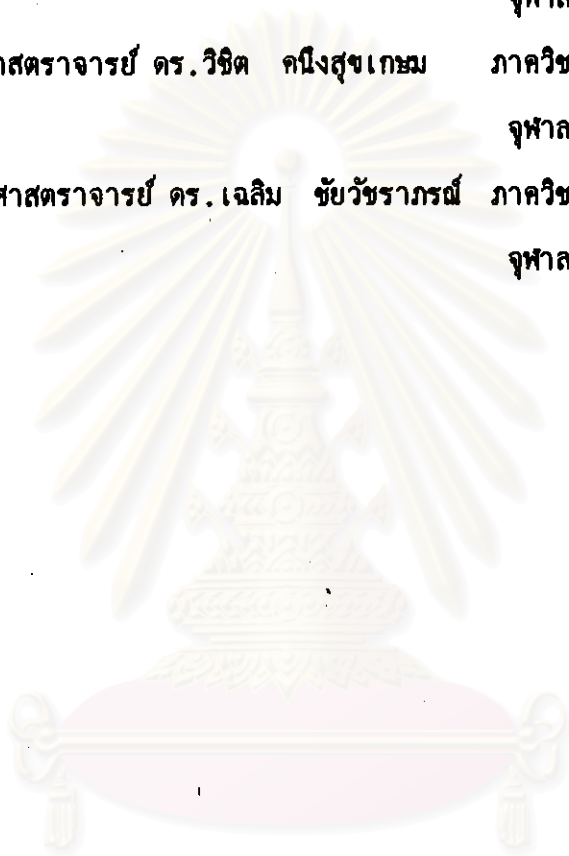 จุฬาล
าสตราจารย์ ดร.วิชิต คนึงสุขเกษม ภาควิช
จุฬาล
ศาสตราจารย์ ดร.เฉลิม ชัยวัชราภรณ์ ภาควิช
จุฬาล